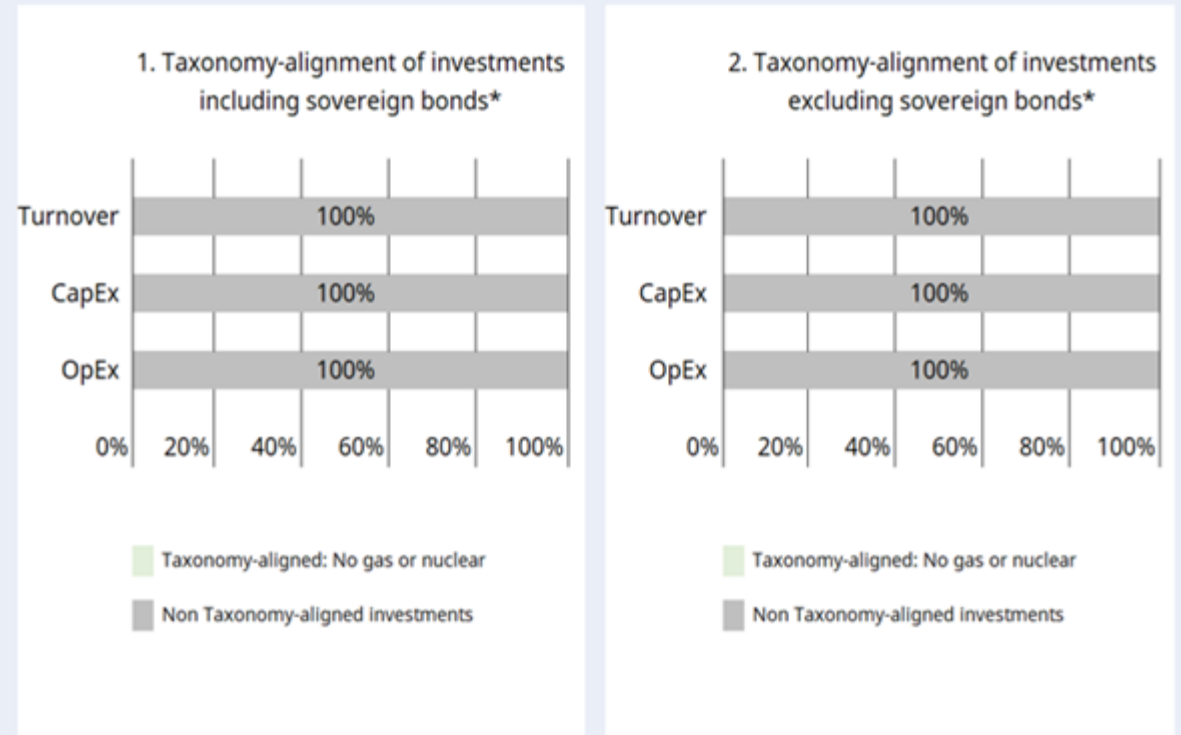 1. Taxonomy-alignment of investments
including sovereign bonds*
Turnover
100%
CapEx
100%
OpEx
100%
0% 20% 40% 60% 80% 100%
Taxonomy-aligned: No gas or nuclear
Non Taxonomy-aligned investments
2. Taxonomy-alignment of investments
excluding sovereign bonds*
Turnover
100%
CapEx
100%
OpEx
100%
0% 20% 40% 60% 80% 100%
Taxonomy-aligned: No gas or nuclear
Non Taxonomy-aligned investments